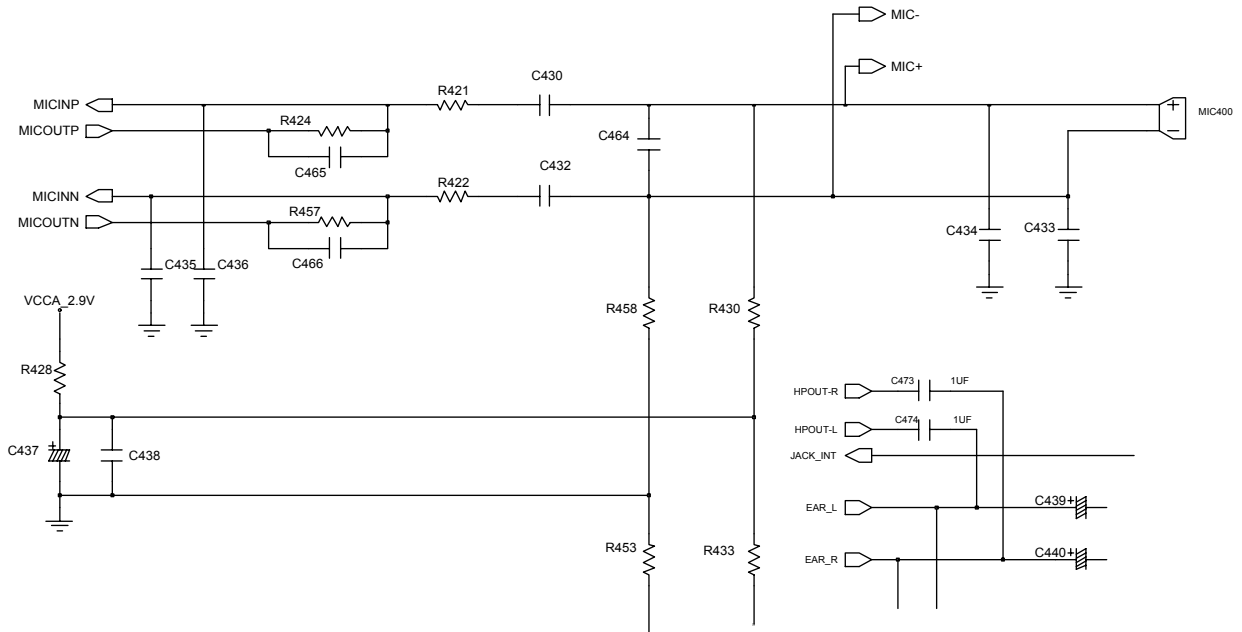 MIC-
MIC+
C430
R421
MICINP
MIC400
+
−
R424
MICOUTP
C464
C465
C432
R422
MICINN
R457
MICOUTN
C434
C433
C466
C435
C436
VCCA_2.9V
R458
R430
R428
C473
1UF
HPOUT-R
C474
1UF
HPOUT-L
+
C437
C438
JACK_INT
C439+
EAR_L
R453
R433
C440+
EAR_R